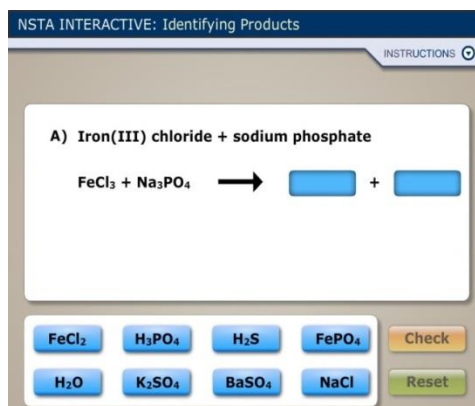 NSTA INTERACTIVE: Identifying Products
INSTRUCTIONS
A) Iron(III) chloride + sodium phosphate
FeCl₃ + Na₃PO₄ → +
FeCl₂ H₃PO₄ H₂S FePO₄ Check
H₂O K₂SO₄ BaSO₄ NaCl Reset